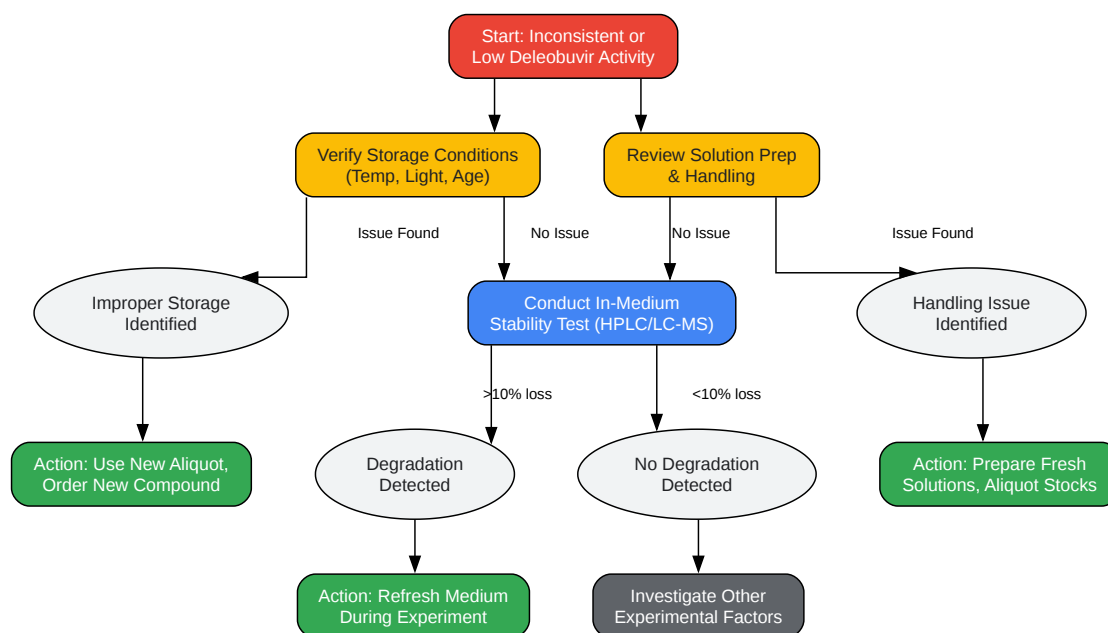 Start: Inconsistent or
Low Deleobuvir Activity
Verify Storage Conditions
(Temp, Light, Age)
Review Solution Prep
& Handling
Issue Found
No Issue
No Issue
Issue Found
Improper Storage
Identified
Conduct In-Medium
Stability Test (HPLC/LC-MS)
Handling Issue
Identified
>10% loss
<10% loss
Action: Use New Aliquot,
Order New Compound
Degradation
Detected
No Degradation
Detected
Action: Prepare Fresh
Solutions, Aliquot Stocks
Action: Refresh Medium
During Experiment
Investigate Other
Experimental Factors